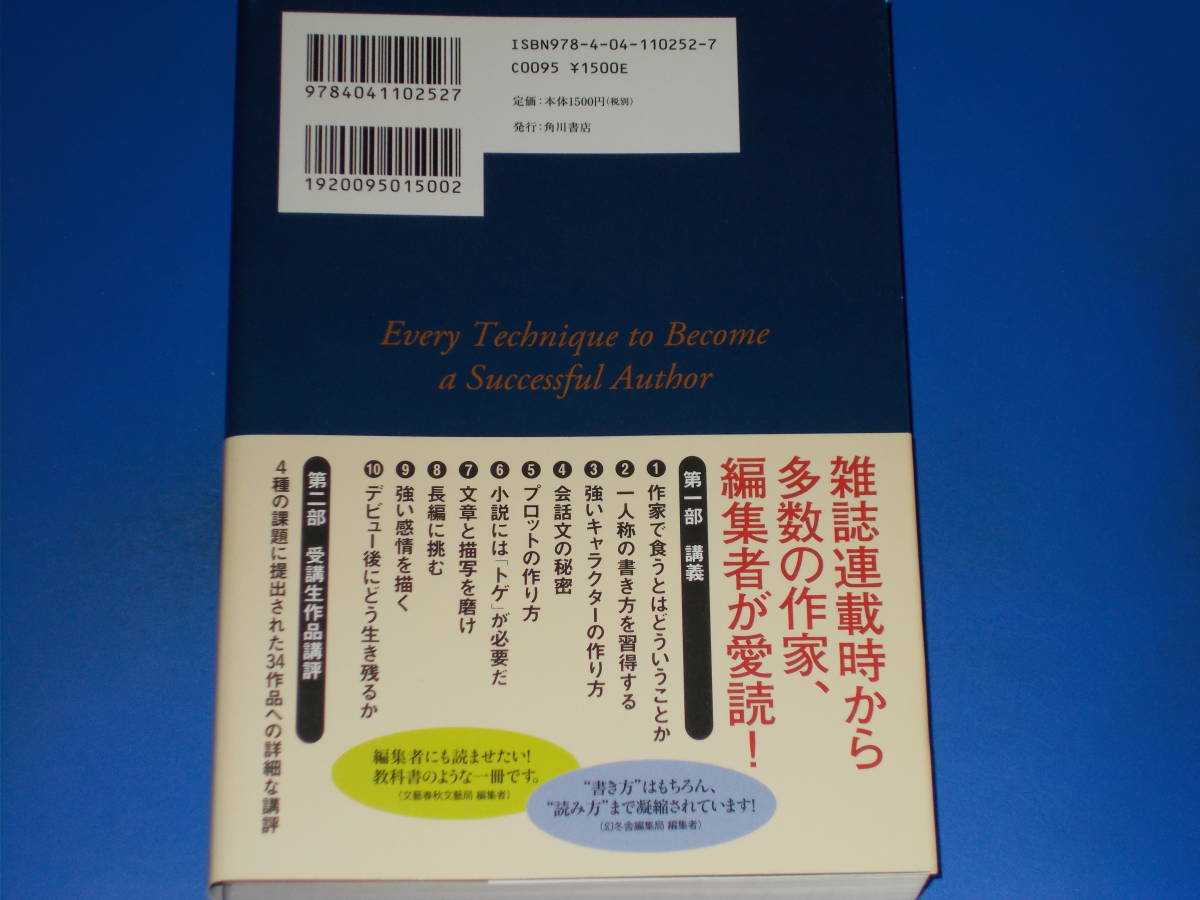 ISBN978-4-04-110252-7
C0095 ¥1500E
定価:本体1500円(税別)
発行:角川書店
9784041102527
1920095015002
Every Technique to Become
a Successful Author
雑誌連載時から
多数の作家、
編集者が愛読!
第一部 講義
❶作家で食うとはどういうことか
❷一人称の書き方を習得する
❸強いキャラクターの作り方
❹会話文の秘密
❺プロットの作り方
❻小説には「トゲ」が必要だ
❼文章と描写を磨け
❽長編に挑む
❾強い感情を描く
❿デビュー後にどう生き残るか
第二部 受講生作品講評
4種の課題に提出された34作品への詳細な講評
編集者にも読ませたい!
教科書のような一冊です。
(文藝春秋文藝局 編集者)
“書き方”はもちろん、
“読み方”まで凝縮されています!
(幻冬舎編集局 編集者)